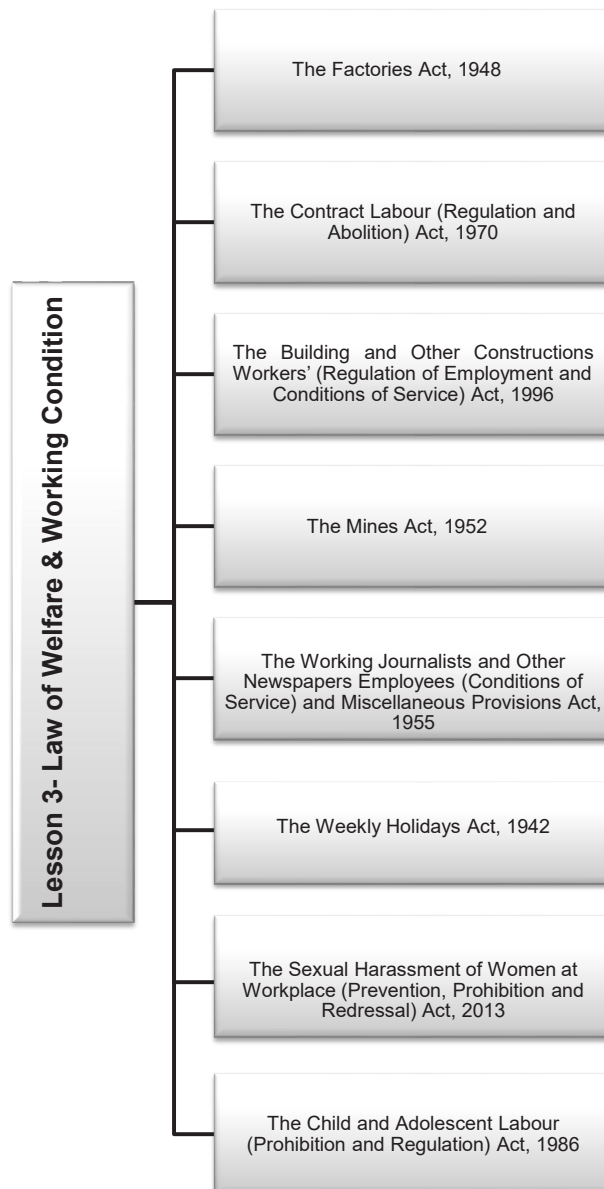 Lesson 3- Law of Welfare & Working Condition
The Factories Act, 1948
The Contract Labour (Regulation and
Abolition) Act, 1970
The Building and Other Constructions
Workers’ (Regulation of Employment and
Conditions of Service) Act, 1996
The Mines Act, 1952
The Working Journalists and Other
Newspapers Employees (Conditions of
Service) and Miscellaneous Provisions Act,
1955
The Weekly Holidays Act, 1942
The Sexual Harassment of Women at
Workplace (Prevention, Prohibition and
Redressal) Act, 2013
The Child and Adolescent Labour
(Prohibition and Regulation) Act, 1986